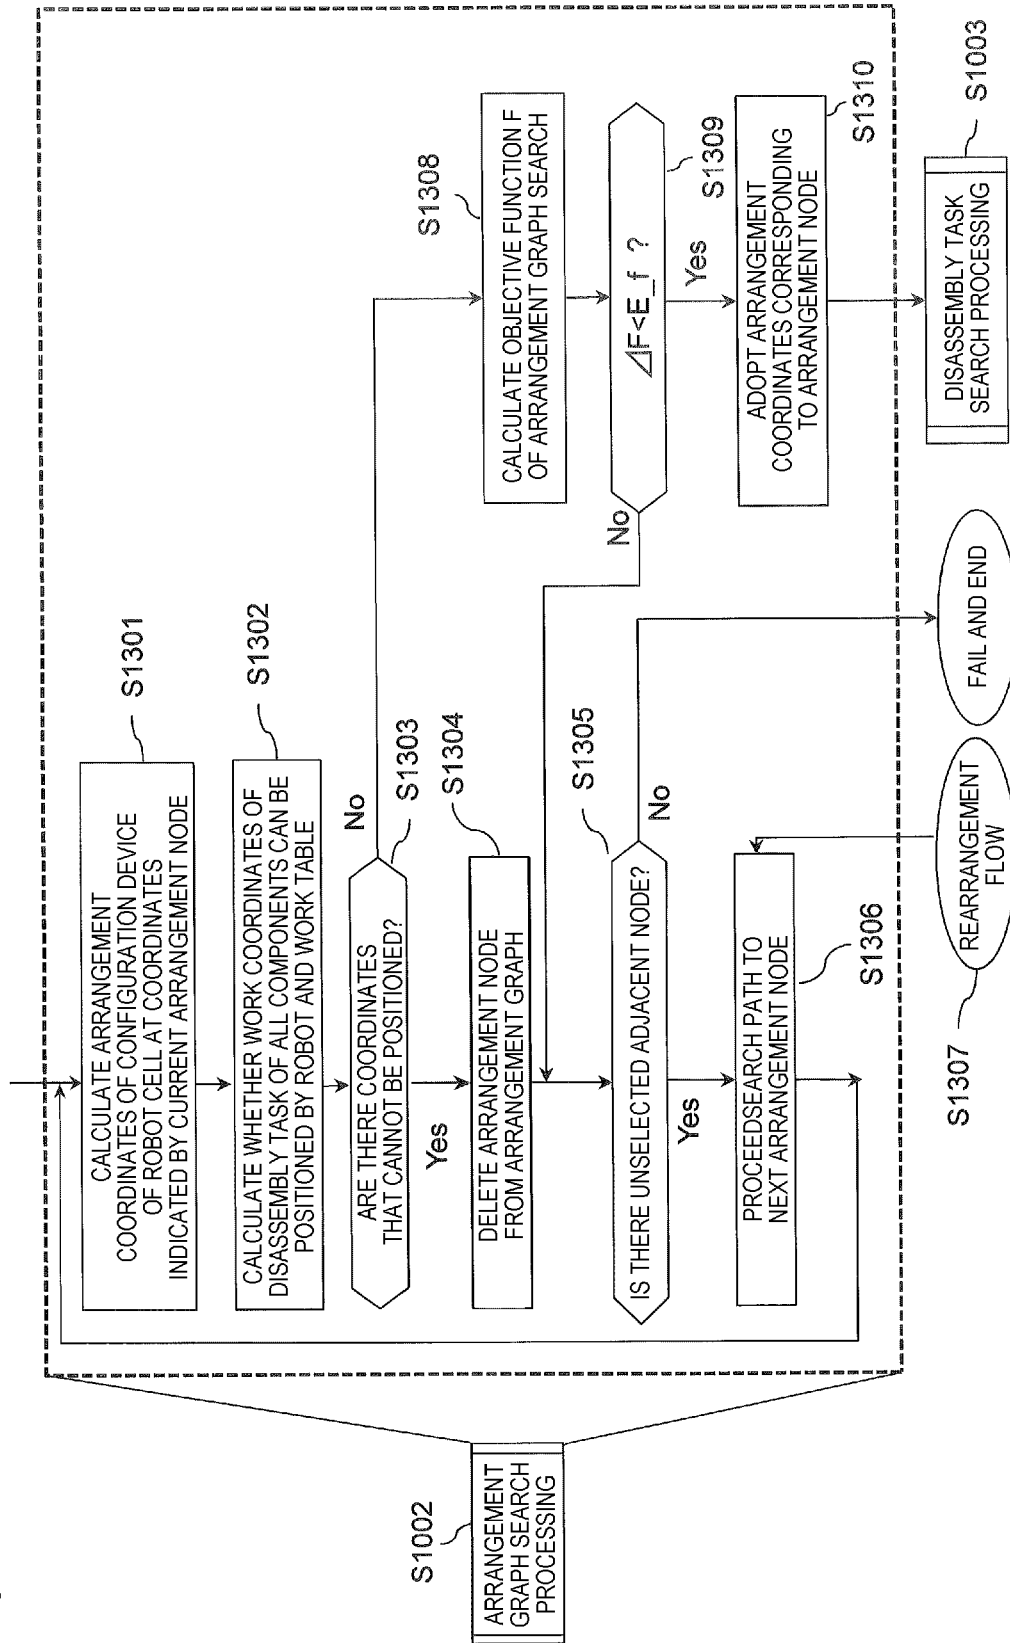 S1002
ARRANGEMENT
GRAPH SEARCH
PROCESSING
CALCULATE ARRANGEMENT
COORDINATES OF CONFIGURATION DEVICE
OF ROBOT CELL AT COORDINATES
INDICATED BY CURRENT ARRANGEMENT NODE
S1301
CALCULATE WHETHER WORK COORDINATES OF
DISASSEMBLY TASK OF ALL COMPONENTS CAN BE
POSITIONED BY ROBOT AND WORK TABLE
S1302
ARE THERE COORDINATES
THAT CANNOT BE POSITIONED?
S1303
No
Yes
DELETE ARRANGEMENT NODE
FROM ARRANGEMENT GRAPH
S1304
IS THERE UNSELECTED ADJACENT NODE?
S1305
No
Yes
PROCEEDSEARCH PATH TO
NEXT ARRANGEMENT NODE
S1306
S1307
REARRANGEMENT
FLOW
FAIL AND END
CALCULATE OBJECTIVE FUNCTION F
OF ARRANGEMENT GRAPH SEARCH
S1308
⊿F<E_f ?
S1309
No
Yes
ADOPT ARRANGEMENT
COORDINATES CORRESPONDING
TO ARRANGEMENT NODE
S1310
DISASSEMBLY TASK
SEARCH PROCESSING
S1003